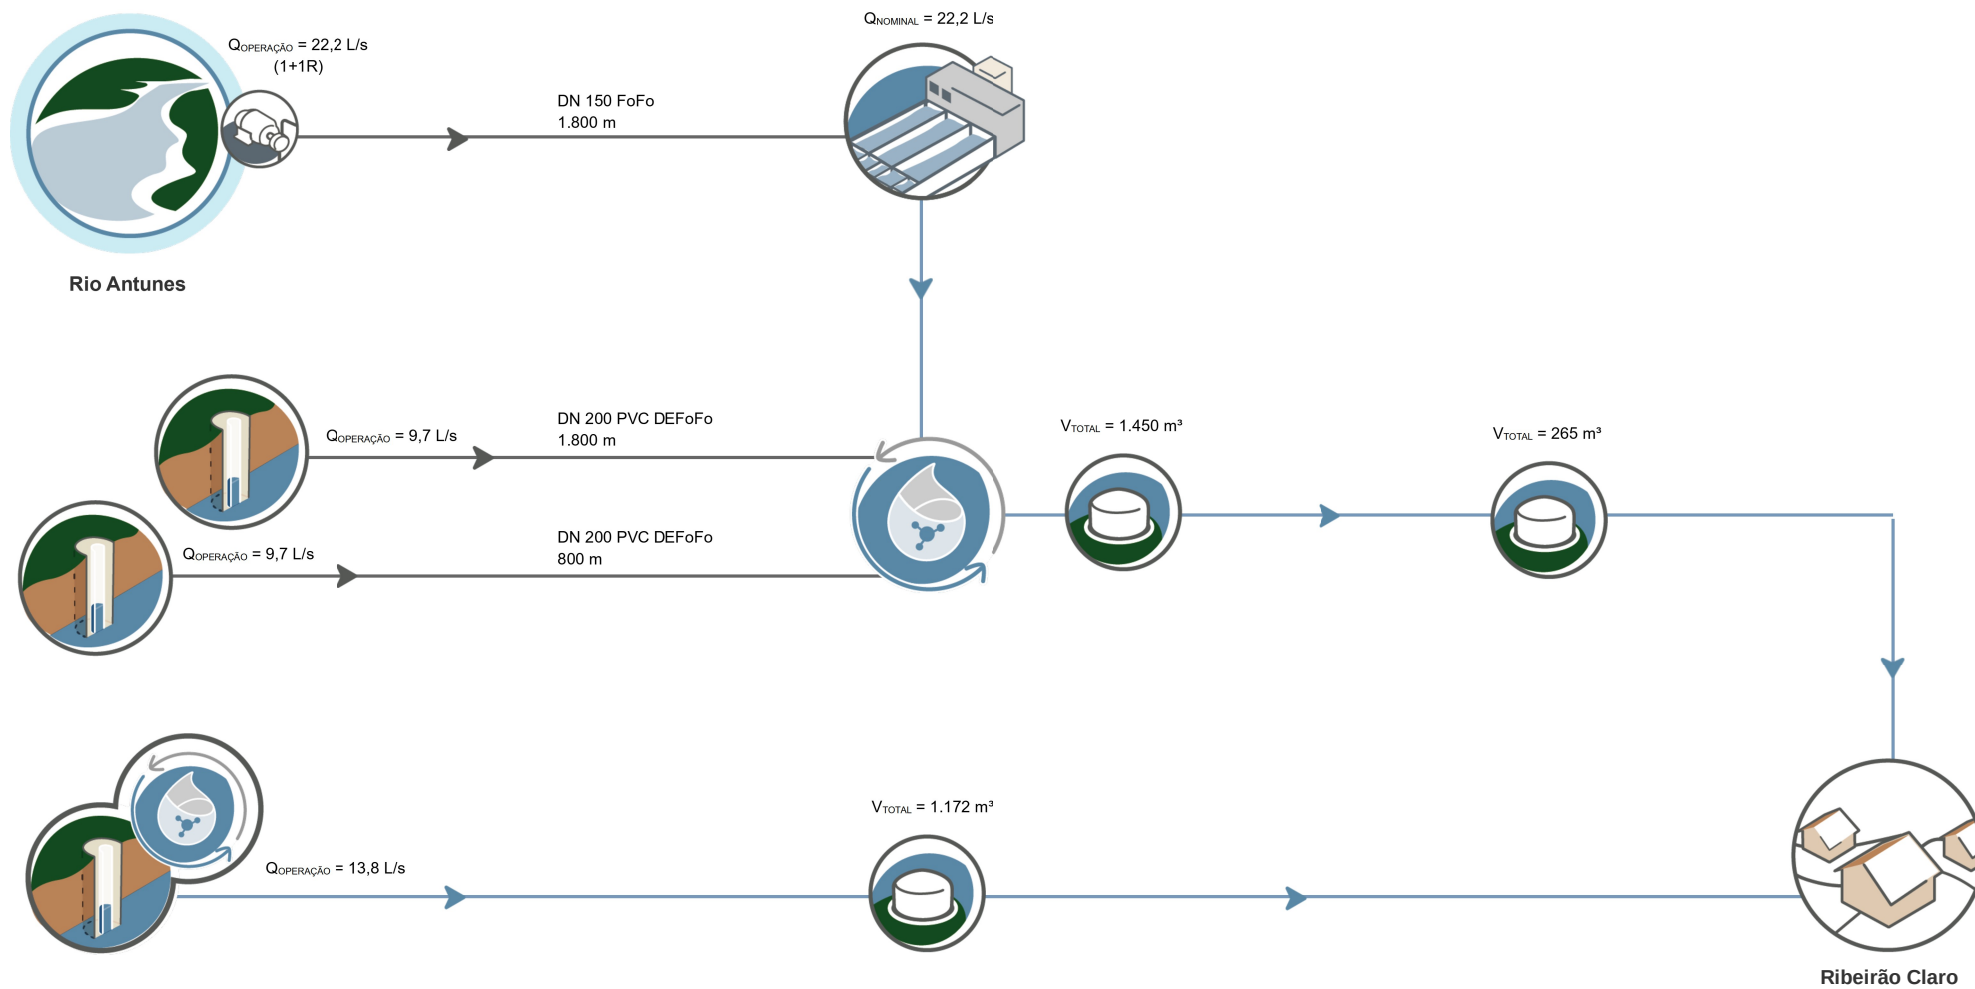 QNOMINAL = 22,2 L/s
QOPERAÇÃO = 22,2 L/s
(1+1R)
DN 150 FoFo
1.800 m
Rio Antunes
DN 200 PVC DEFoFo
1.800 m
QOPERAÇÃO = 9,7 L/s
VTOTAL = 1.450 m³
VTOTAL = 265 m³
DN 200 PVC DEFoFo
800 m
QOPERAÇÃO = 9,7 L/s
VTOTAL = 1.172 m³
QOPERAÇÃO = 13,8 L/s
Ribeirão Claro